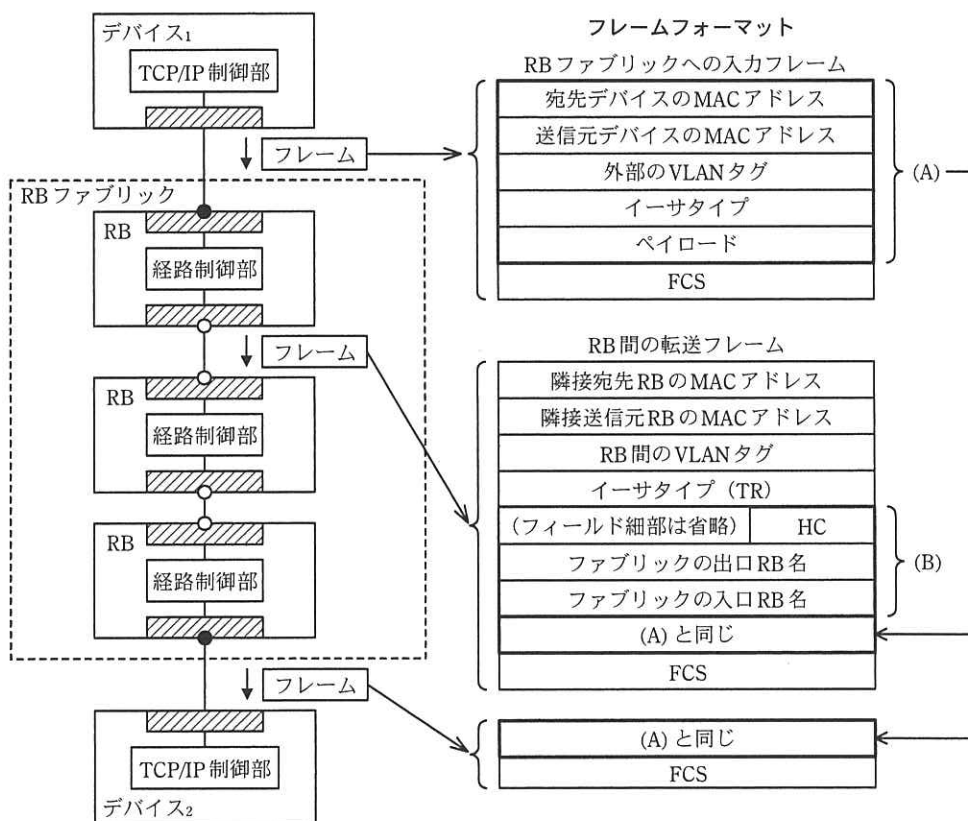 デバイス₁
TCP/IP制御部
フレーム
RBファブリック
RB
経路制御部
フレーム
RB
経路制御部
RB
経路制御部
フレーム
TCP/IP制御部
デバイス₂
フレームフォーマット
RBファブリックへの入力フレーム
宛先デバイスのMACアドレス
送信元デバイスのMACアドレス
外部のVLANタグ
イーサタイプ
ペイロード
FCS
(A)
RB間の転送フレーム
隣接宛先RBのMACアドレス
隣接送信元RBのMACアドレス
RB間のVLANタグ
イーサタイプ（TR）
（フィールド細部は省略） HC
ファブリックの出口RB名
ファブリックの入口RB名
(B)
(A)と同じ
FCS
(A)と同じ
FCS